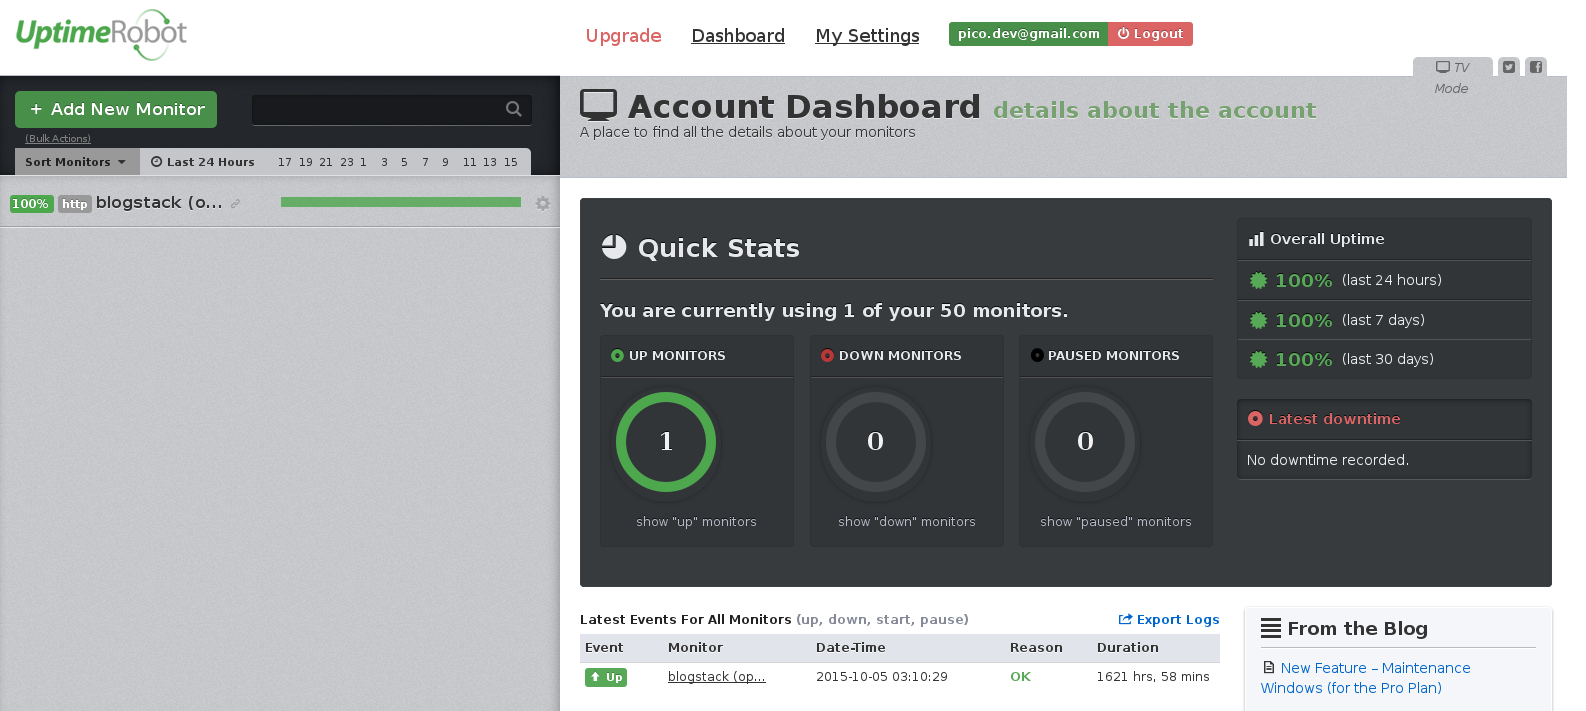 UptimeRobot
Upgrade Dashboard My Settings pico.dev@gmail.com Logout
TV Mode
+ Add New Monitor
(Bulk Actions)
Sort Monitors Last 24 Hours 17 19 21 23 1 3 5 7 9 11 13 15
100% http blogstack (o...
Account Dashboard details about the account
A place to find all the details about your monitors
Quick Stats
You are currently using 1 of your 50 monitors.
UP MONITORS DOWN MONITORS PAUSED MONITORS
1 0 0
show "up" monitors show "down" monitors show "paused" monitors
Overall Uptime
100% (last 24 hours)
100% (last 7 days)
100% (last 30 days)
Latest downtime
No downtime recorded.
Latest Events For All Monitors (up, down, start, pause) Export Logs
Event Monitor Date-Time Reason Duration
Up blogstack (op... 2015-10-05 03:10:29 OK 1621 hrs, 58 mins
From the Blog
New Feature – Maintenance
Windows (for the Pro Plan)